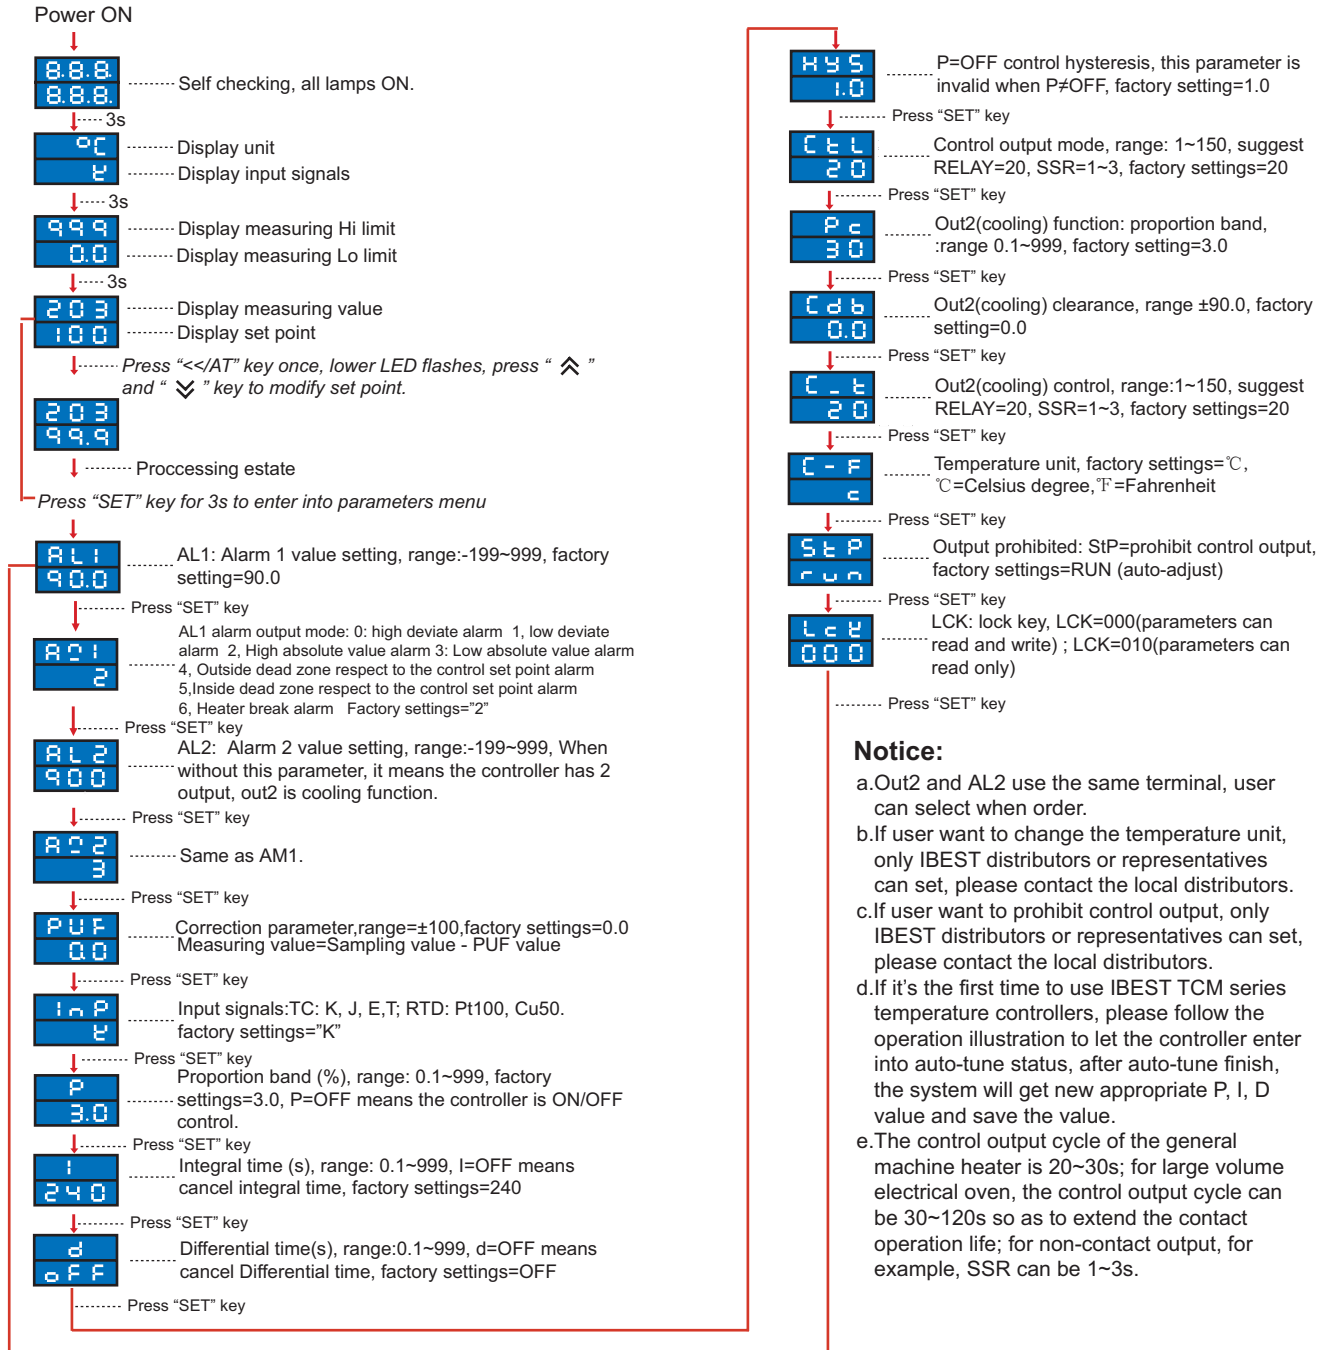 Power ON
8.8.8.
8.8.8.
Self checking, all lamps ON.
3s
°C
Display unit
K
Display input signals
3s
999
Display measuring Hi limit
0.0
Display measuring Lo limit
3s
203
Display measuring value
100
Display set point
Press “<</AT” key once, lower LED flashes, press “ ︽ ”
and “ ︾ ” key to modify set point.
203
99.9
Proccessing estate
Press “SET” key for 3s to enter into parameters menu
AL1
90.0
AL1: Alarm 1 value setting, range:-199~999, factory
setting=90.0
Press “SET” key
AM1
2
AL1 alarm output mode: 0: high deviate alarm 1, low deviate
alarm 2, High absolute value alarm 3: Low absolute value alarm
4, Outside dead zone respect to the control set point alarm
5,Inside dead zone respect to the control set point alarm
6, Heater break alarm Factory settings=”2”
Press “SET” key
AL2
900
AL2: Alarm 2 value setting, range:-199~999, When
without this parameter, it means the controller has 2
output, out2 is cooling function.
Press “SET” key
AM2
3
Same as AM1.
Press “SET” key
PUF
0.0
Correction parameter,range=±100,factory settings=0.0
Measuring value=Sampling value - PUF value
Press “SET” key
InP
K
Input signals:TC: K, J, E,T; RTD: Pt100, Cu50.
factory settings=”K”
Press “SET” key
P
3.0
Proportion band (%), range: 0.1~999, factory
settings=3.0, P=OFF means the controller is ON/OFF
control.
Press “SET” key
I
240
Integral time (s), range: 0.1~999, I=OFF means
cancel integral time, factory settings=240
Press “SET” key
d
oFF
Differential time(s), range:0.1~999, d=OFF means
cancel Differential time, factory settings=OFF
Press “SET” key
HYS
1.0
P=OFF control hysteresis, this parameter is
invalid when P≠OFF, factory setting=1.0
Press “SET” key
CtL
20
Control output mode, range: 1~150, suggest
RELAY=20, SSR=1~3, factory settings=20
Press “SET” key
Pc
30
Out2(cooling) function: proportion band,
:range 0.1~999, factory setting=3.0
Press “SET” key
Cdb
0.0
Out2(cooling) clearance, range ±90.0, factory
setting=0.0
Press “SET” key
C_t
20
Out2(cooling) control, range:1~150, suggest
RELAY=20, SSR=1~3, factory settings=20
Press “SET” key
C-F
c
Temperature unit, factory settings=℃,
℃=Celsius degree,℉=Fahrenheit
Press “SET” key
StP
run
Output prohibited: StP=prohibit control output,
factory settings=RUN (auto-adjust)
Press “SET” key
LcK
000
LCK: lock key, LCK=000(parameters can
read and write) ; LCK=010(parameters can
read only)
Press “SET” key
Notice:
a.Out2 and AL2 use the same terminal, user
can select when order.
b.If user want to change the temperature unit,
only IBEST distributors or representatives
can set, please contact the local distributors.
c.If user want to prohibit control output, only
IBEST distributors or representatives can set,
please contact the local distributors.
d.If it’s the first time to use IBEST TCM series
temperature controllers, please follow the
operation illustration to let the controller enter
into auto-tune status, after auto-tune finish,
the system will get new appropriate P, I, D
value and save the value.
e.The control output cycle of the general
machine heater is 20~30s; for large volume
electrical oven, the control output cycle can
be 30~120s so as to extend the contact
operation life; for non-contact output, for
example, SSR can be 1~3s.